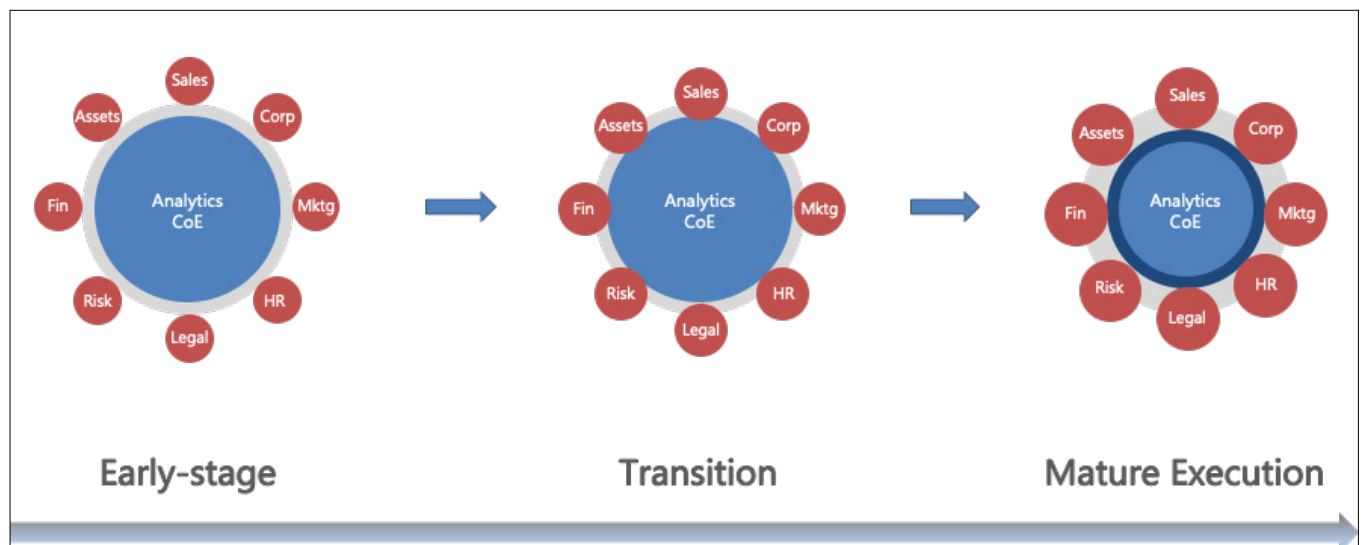 Sales
Assets
Corp
Fin
Analytics
CoE
Mktg
Risk
HR
Legal
Sales
Assets
Corp
Fin
Analytics
CoE
Mktg
Risk
HR
Legal
Sales
Assets
Corp
Fin
Analytics
CoE
Mktg
Risk
HR
Legal
Early-stage
Transition
Mature Execution